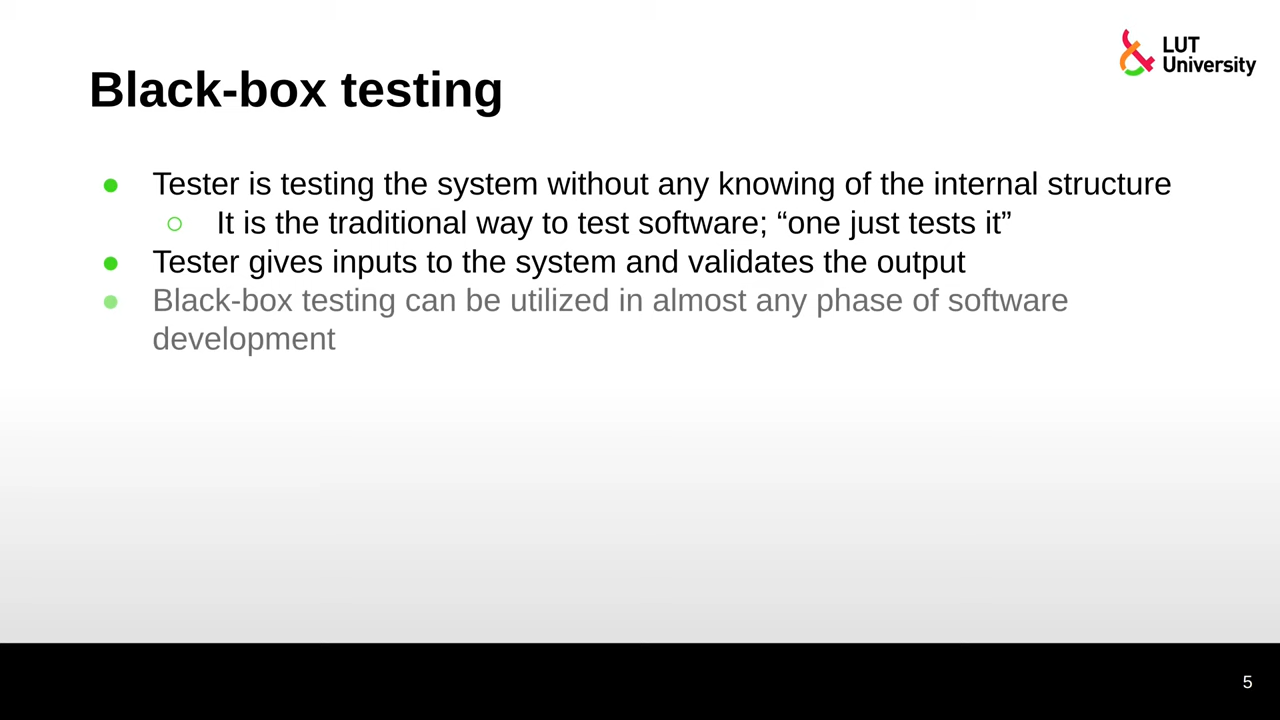 LUT
University
Black-box testing
Tester is testing the system without any knowing of the internal structure
It is the traditional way to test software; “one just tests it”
Tester gives inputs to the system and validates the output
Black-box testing can be utilized in almost any phase of software
development
5